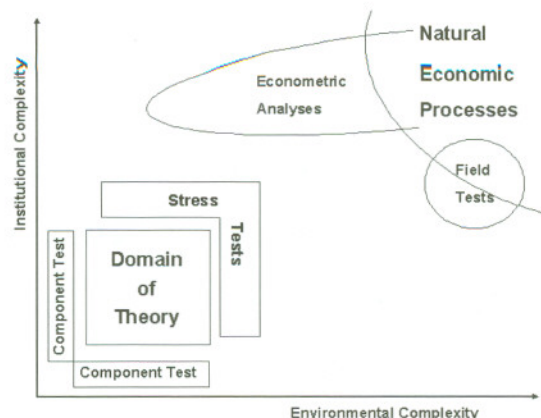 Natural
Economic
Processes
Econometric
Analyses
Field
Tests
Stress
Tests
Domain
of
Theory
Component Test
Component Test
Institutional Complexity
Environmental Complexity